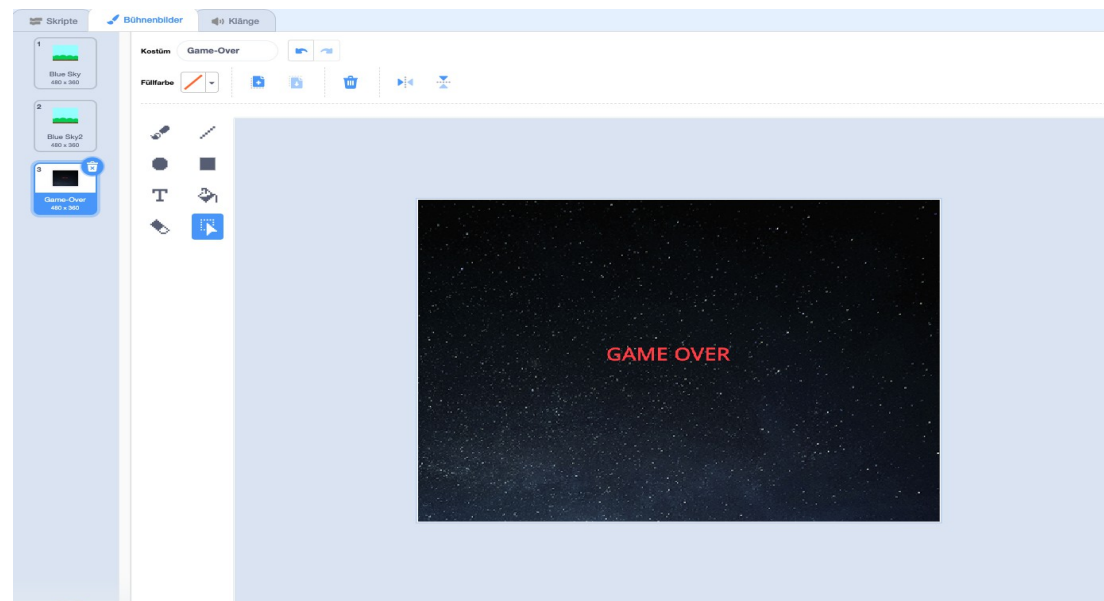 Skripte
Bühnenbilder
Klänge
1
Blue Sky
480 x 360
2
Blue Sky2
480 x 360
3
Game-Over
480 x 360
Kostüm Game-Over
Füllfarbe
T
GAME OVER